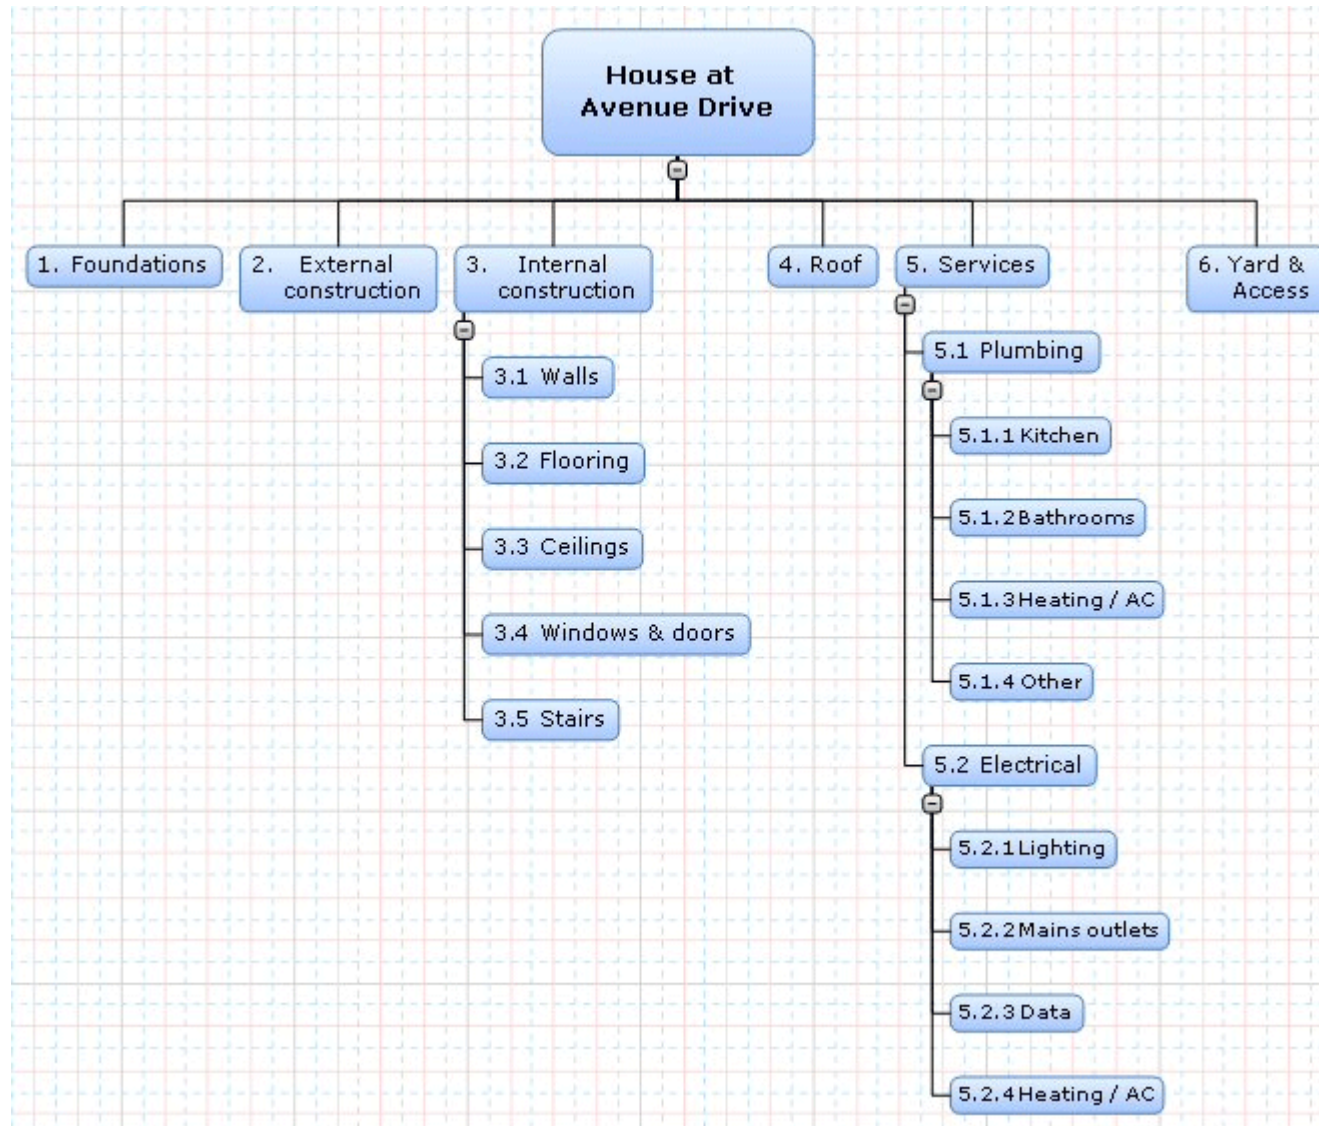 House at
Avenue Drive
1. Foundations
2. External
construction
3. Internal
construction
4. Roof
5. Services
6. Yard &
Access
3.1 Walls
3.2 Flooring
3.3 Ceilings
3.4 Windows & doors
3.5 Stairs
5.1 Plumbing
5.1.1 Kitchen
5.1.2 Bathrooms
5.1.3 Heating / AC
5.1.4 Other
5.2 Electrical
5.2.1 Lighting
5.2.2 Mains outlets
5.2.3 Data
5.2.4 Heating / AC